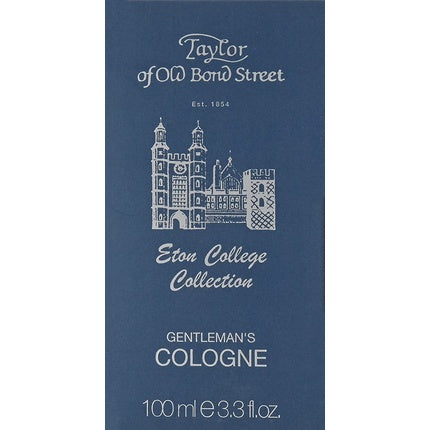 Taylor
of Old Bond Street
Est. 1854
Eton College
Collection
GENTLEMAN'S
COLOGNE
100 ml ℮ 3.3 fl.oz.